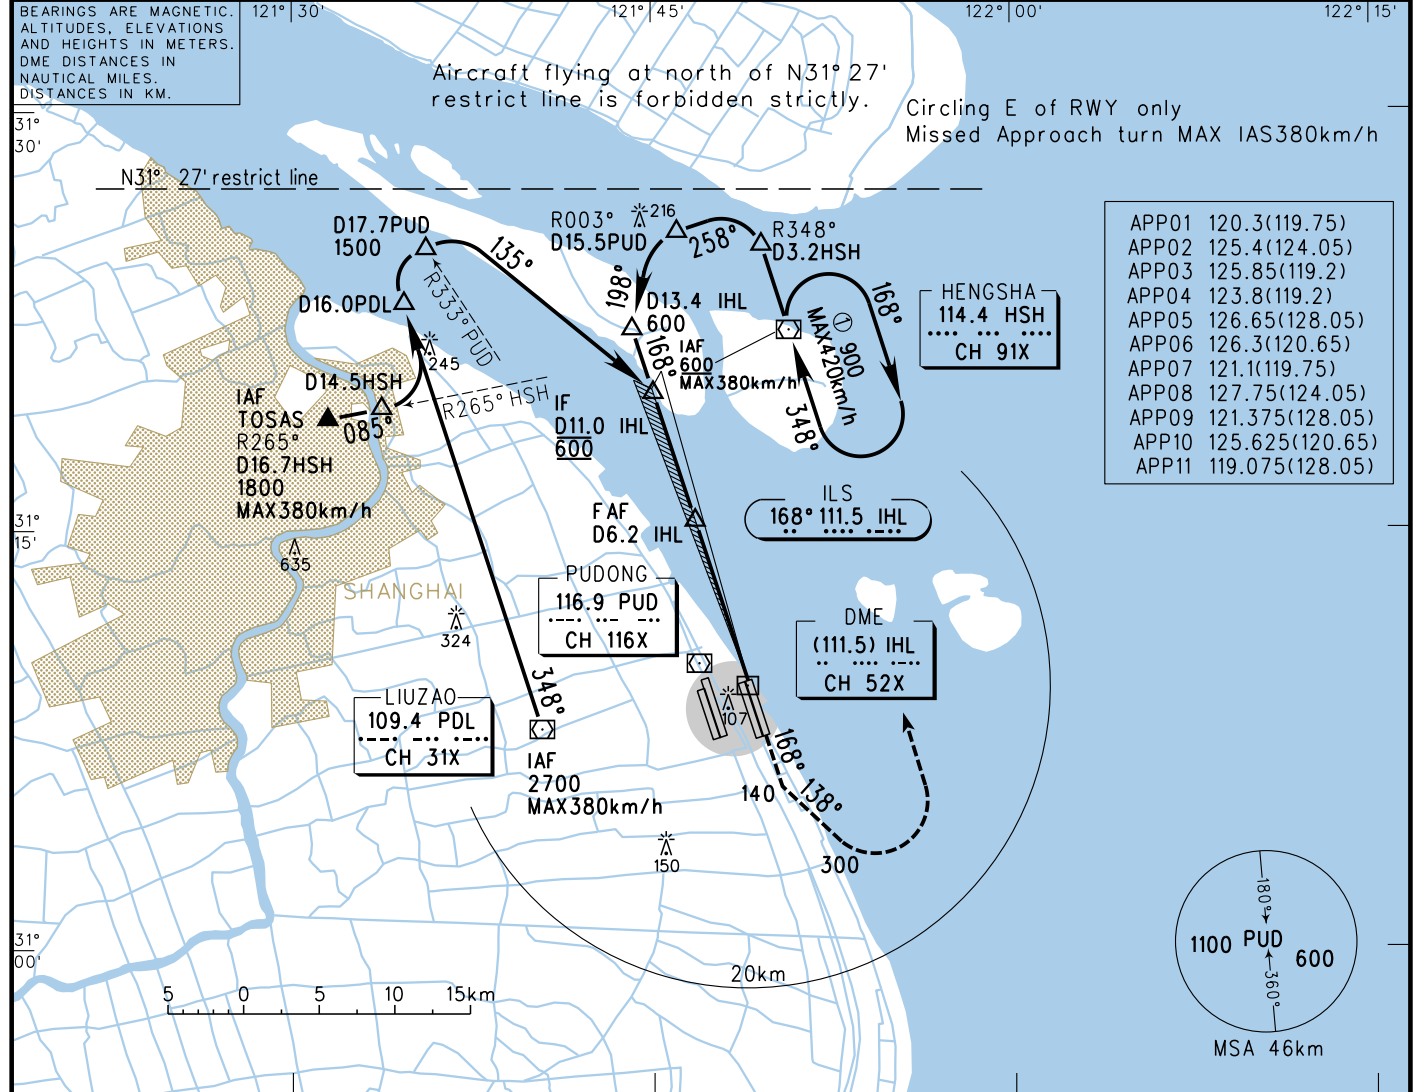 BEARINGS ARE MAGNETIC.
ALTITUDES, ELEVATIONS
AND HEIGHTS IN METERS.
DME DISTANCES IN
NAUTICAL MILES.
DISTANCES IN KM.
121° 30'
121° 45'
122° 00'
122° 15'
Aircraft flying at north of N31° 27'
restrict line is forbidden strictly.
Circling E of RWY only
Missed Approach turn MAX IAS380km/h
31°
30'
N31° 27' restrict line
D17.7PUD
1500
R003°
D15.5PUD
216
258°
R348°
D3.2HSH
135°
198°
D16.0PDL
R333° PUD
245
D13.4 IHL
600
168°
IAF
600
MAX380km/h
① 900
MAX420km/h
168°
348°
HENGSHA
114.4 HSH
CH 91X
APP01 120.3(119.75)
APP02 125.4(124.05)
APP03 125.85(119.2)
APP04 123.8(119.2)
APP05 126.65(128.05)
APP06 126.3(120.65)
APP07 121.1(119.75)
APP08 127.75(124.05)
APP09 121.375(128.05)
APP10 125.625(120.65)
APP11 119.075(128.05)
D14.5HSH
R265° HSH
085°
IAF
TOSAS
R265°
D16.7HSH
1800
MAX380km/h
IF
D11.0 IHL
600
31°
15'
FAF
D6.2 IHL
ILS
168° 111.5 IHL
635
SHANGHAI
324
PUDONG
116.9 PUD
CH 116X
DME
(111.5) IHL
CH 52X
LIUZAO
109.4 PDL
CH 31X
348°
IAF
2700
MAX380km/h
107
168°
138°
140
300
150
31°
00'
20km
5 0 5 10 15km
180°
1100 PUD 600
360°
MSA 46km